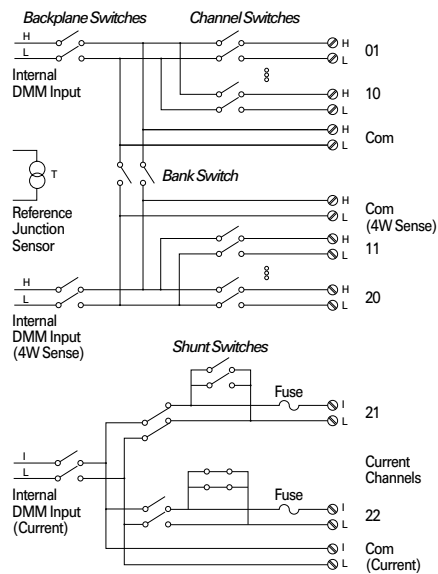 Backplane Switches
Channel Switches
H
L
Internal
DMM Input
H
L
01
H
L
10
H
L
Com
T
Reference
Junction
Sensor
Bank Switch
H
L
Com
(4W Sense)
H
L
11
H
L
20
H
L
Internal
DMM Input
(4W Sense)
Shunt Switches
Fuse
I
L
21
I
L
Internal
DMM Input
(Current)
Current
Channels
Fuse
I
L
22
I
L
Com
(Current)